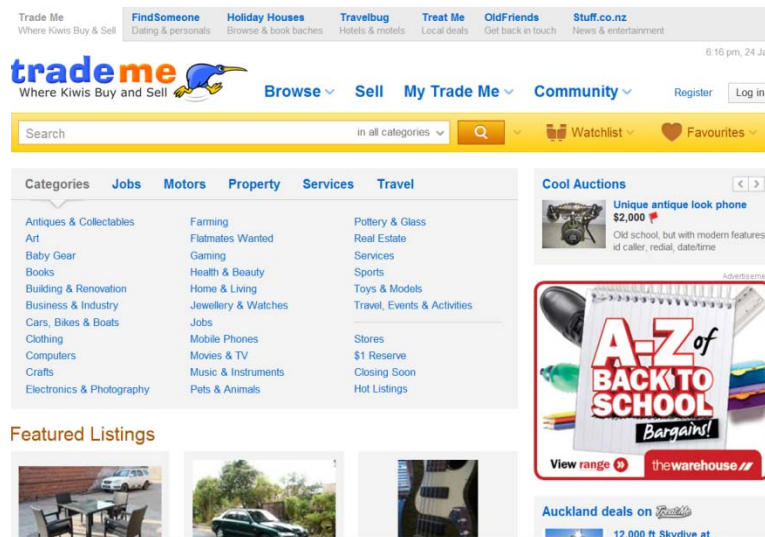 Trade Me FindSomeone Holiday Houses Travelbug Treat Me OldFriends Stuff.co.nz
Where Kiwis Buy & Sell Dating & personals Browse & book baches Hotels & motels Local deals Get back in touch News & entertainment
6:16 pm, 24 Ja
trademe
Where Kiwis Buy and Sell
Browse Sell My Trade Me Community Register Log in
Search in all categories Watchlist Favourites
Categories Jobs Motors Property Services Travel
Antiques & Collectables
Art
Baby Gear
Books
Building & Renovation
Business & Industry
Cars, Bikes & Boats
Clothing
Computers
Crafts
Electronics & Photography
Farming
Flatmates Wanted
Gaming
Health & Beauty
Home & Living
Jewellery & Watches
Jobs
Mobile Phones
Movies & TV
Music & Instruments
Pets & Animals
Pottery & Glass
Real Estate
Services
Sports
Toys & Models
Travel, Events & Activities
Stores
$1 Reserve
Closing Soon
Hot Listings
Cool Auctions
Unique antique look phone
$2,000
Old school, but with modern features
id caller, redial, date/time
Advertiseme
A-Z of
BACK TO
SCHOOL
Bargains!
View range thewarehouse
Featured Listings
Auckland deals on Treat Me
12,000 ft Skydive at